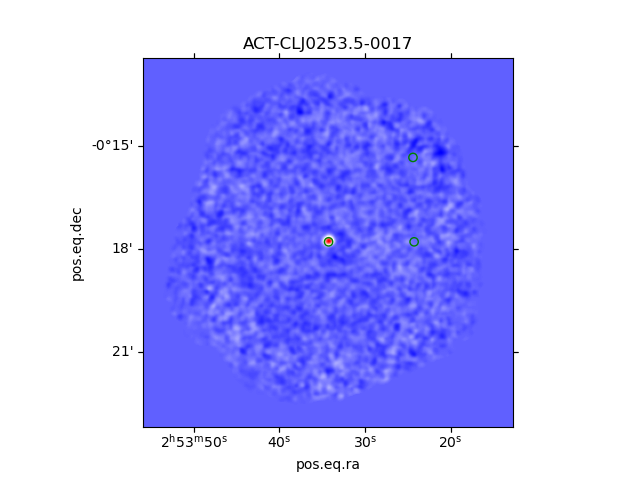 ACT-CLJ0253.5-0017
-0°15'
18'
21'
pos.eq.dec
2ʰ53ᵐ50ˢ 40ˢ 30ˢ 20ˢ
pos.eq.ra